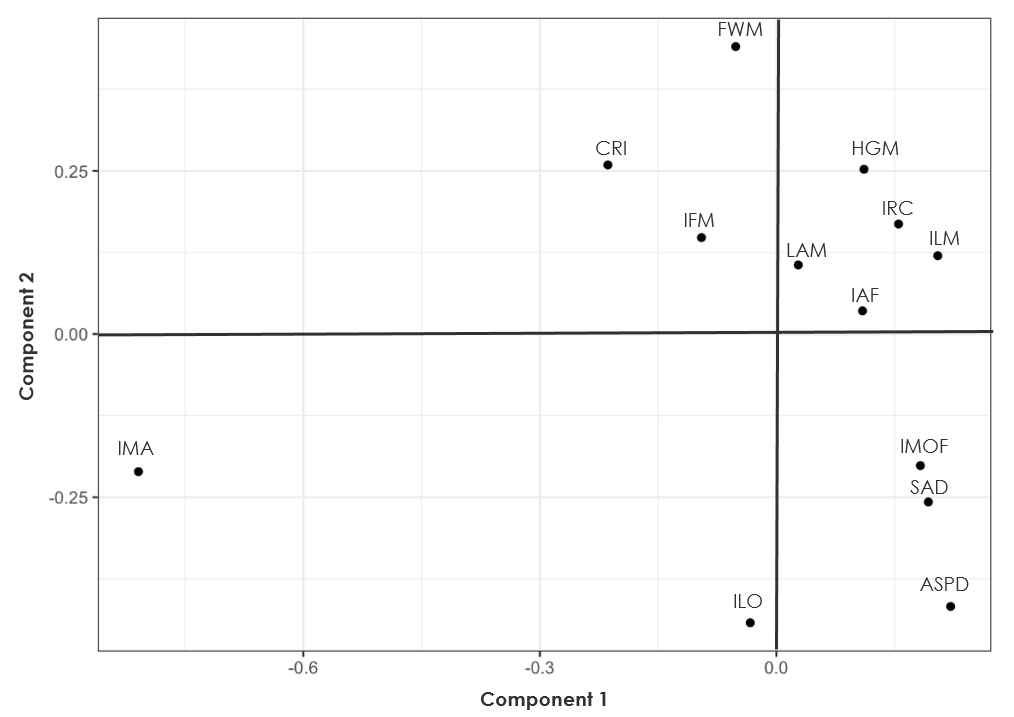 FWM
CRI
HGM
0.25
IRC
IFM
ILM
LAM
IAF
0.00
Component 2
IMA
IMOF
SAD
-0.25
ASPD
ILO
-0.6
-0.3
0.0
Component 1